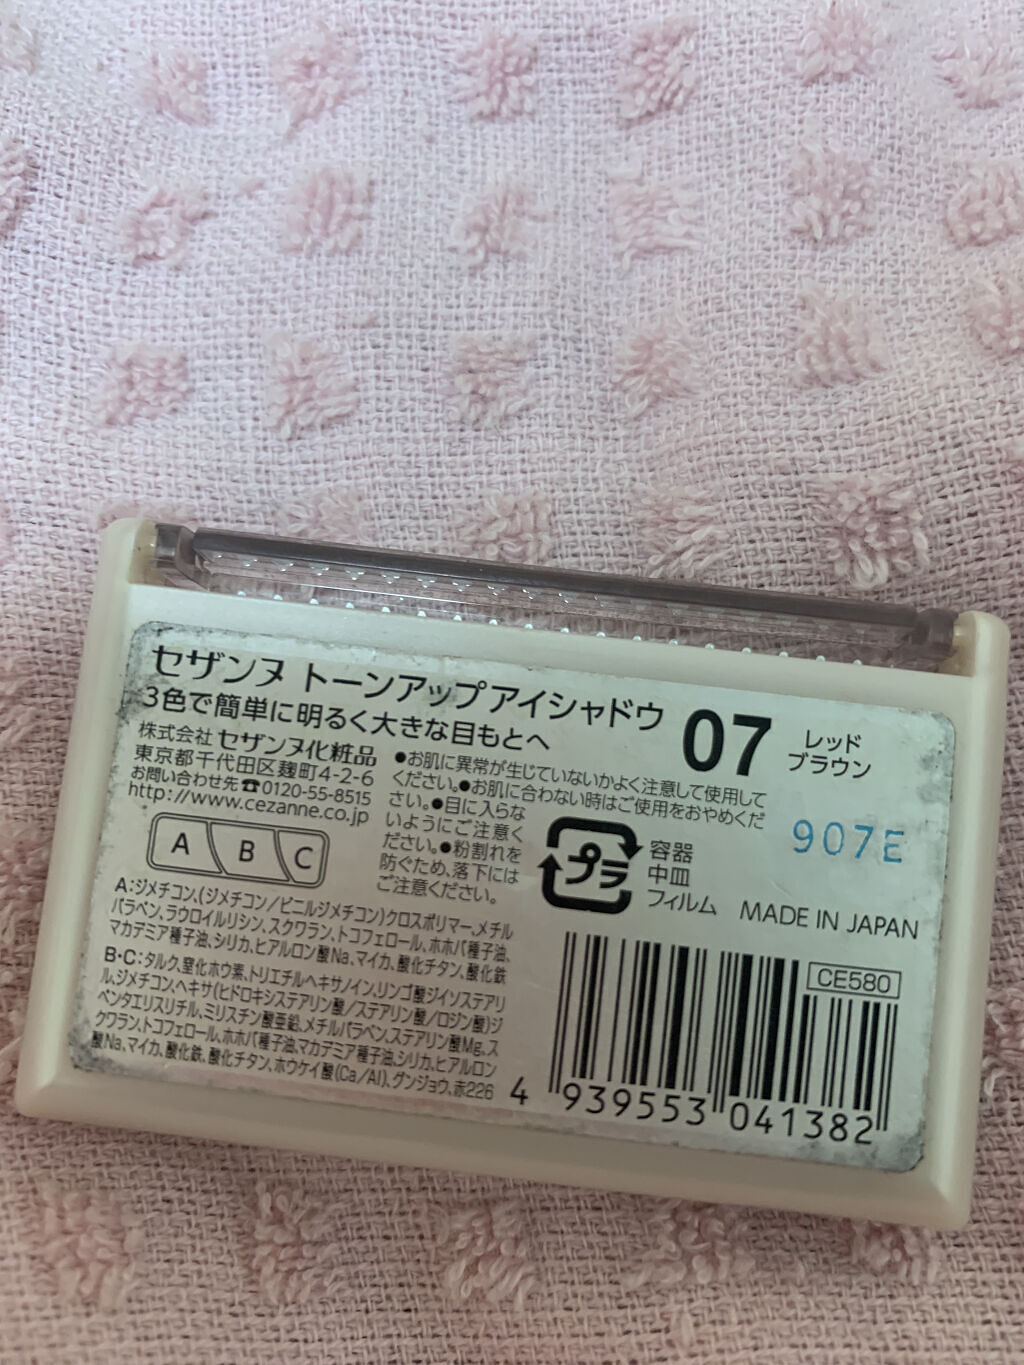 セザンヌ トーンアップアイシャドウ
3色で簡単に明るく大きな目もとへ
07
レッド
ブラウン
株式会社 セザンヌ化粧品
東京都千代田区麹町4-2-6
お問い合わせ先☎0120-55-8515
http://www.cezanne.co.jp
●お肌に異常が生じていないかよく注意して使用して
ください。●お肌に合わない時はご使用をおやめくだ
さい。●目に入らな
いようにご注意く
ださい。●粉割れを
防ぐため、落下には
ご注意ください。
A B C
プラ
容器
中皿
フィルム
907E
MADE IN JAPAN
A:ジメチコン、(ジメチコン/ビニルジメチコン)クロスポリマー、メチル
パラベン、ラウロイルリシン、スクワラン、トコフェロール、ホホバ種子油、
マカデミア種子油、シリカ、ヒアルロン酸Na、マイカ、酸化チタン、酸化鉄
B・C:タルク、窒化ホウ素、トリエチルヘキサノイン、リンゴ酸ジイソステアリ
ル、ジメチコン、ヘキサ(ヒドロキシステアリン酸/ステアリン酸/ロジン酸)ジ
ペンタエリスリチル、ミリスチン酸亜鉛、メチルパラベン、ステアリン酸Mg、ス
クワラン、トコフェロール、ホホバ種子油、マカデミア種子油、シリカ、ヒアルロン
酸Na、マイカ、酸化鉄、酸化チタン、ホウケイ酸(Ca/Al)、グンジョウ、赤226
CE580
4 939553 041382